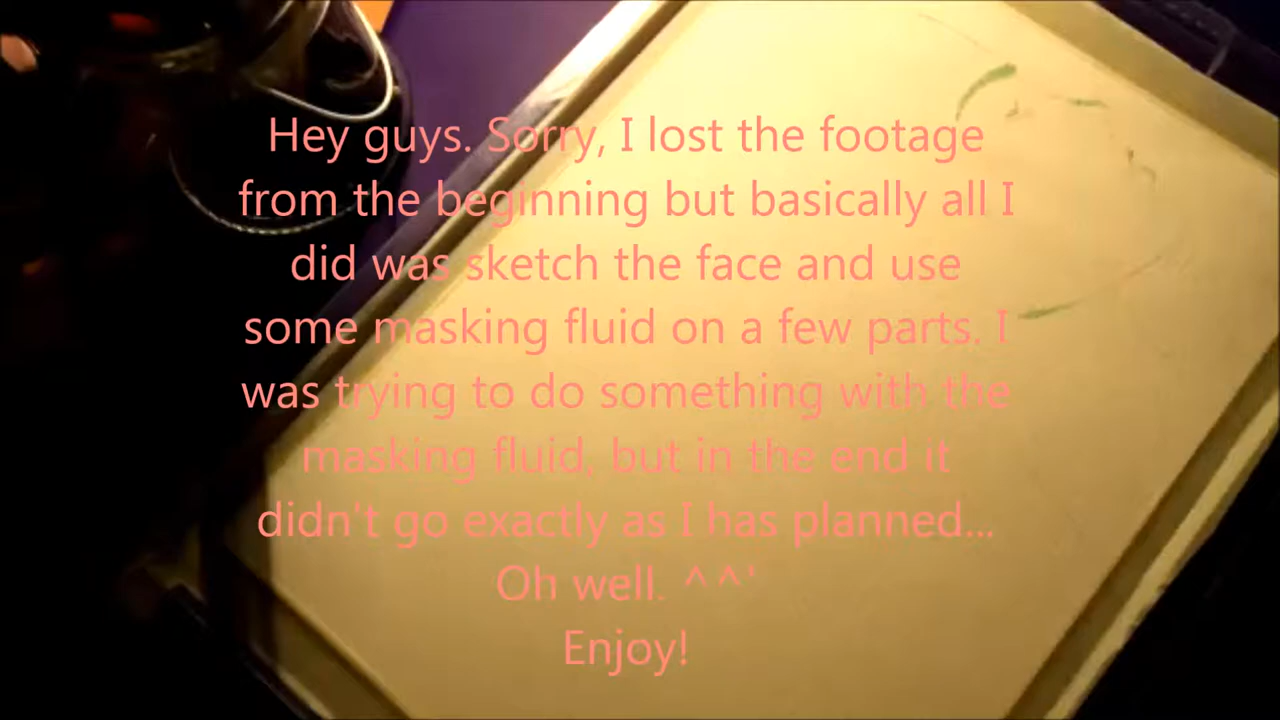 Hey guys. Sorry, I lost the footage
from the beginning but basically all I
did was sketch the face and use
some masking fluid on a few parts. I
was trying to do something with the
masking fluid, but in the end it
didn't go exactly as I has planned...
Oh well. ^^'
Enjoy!